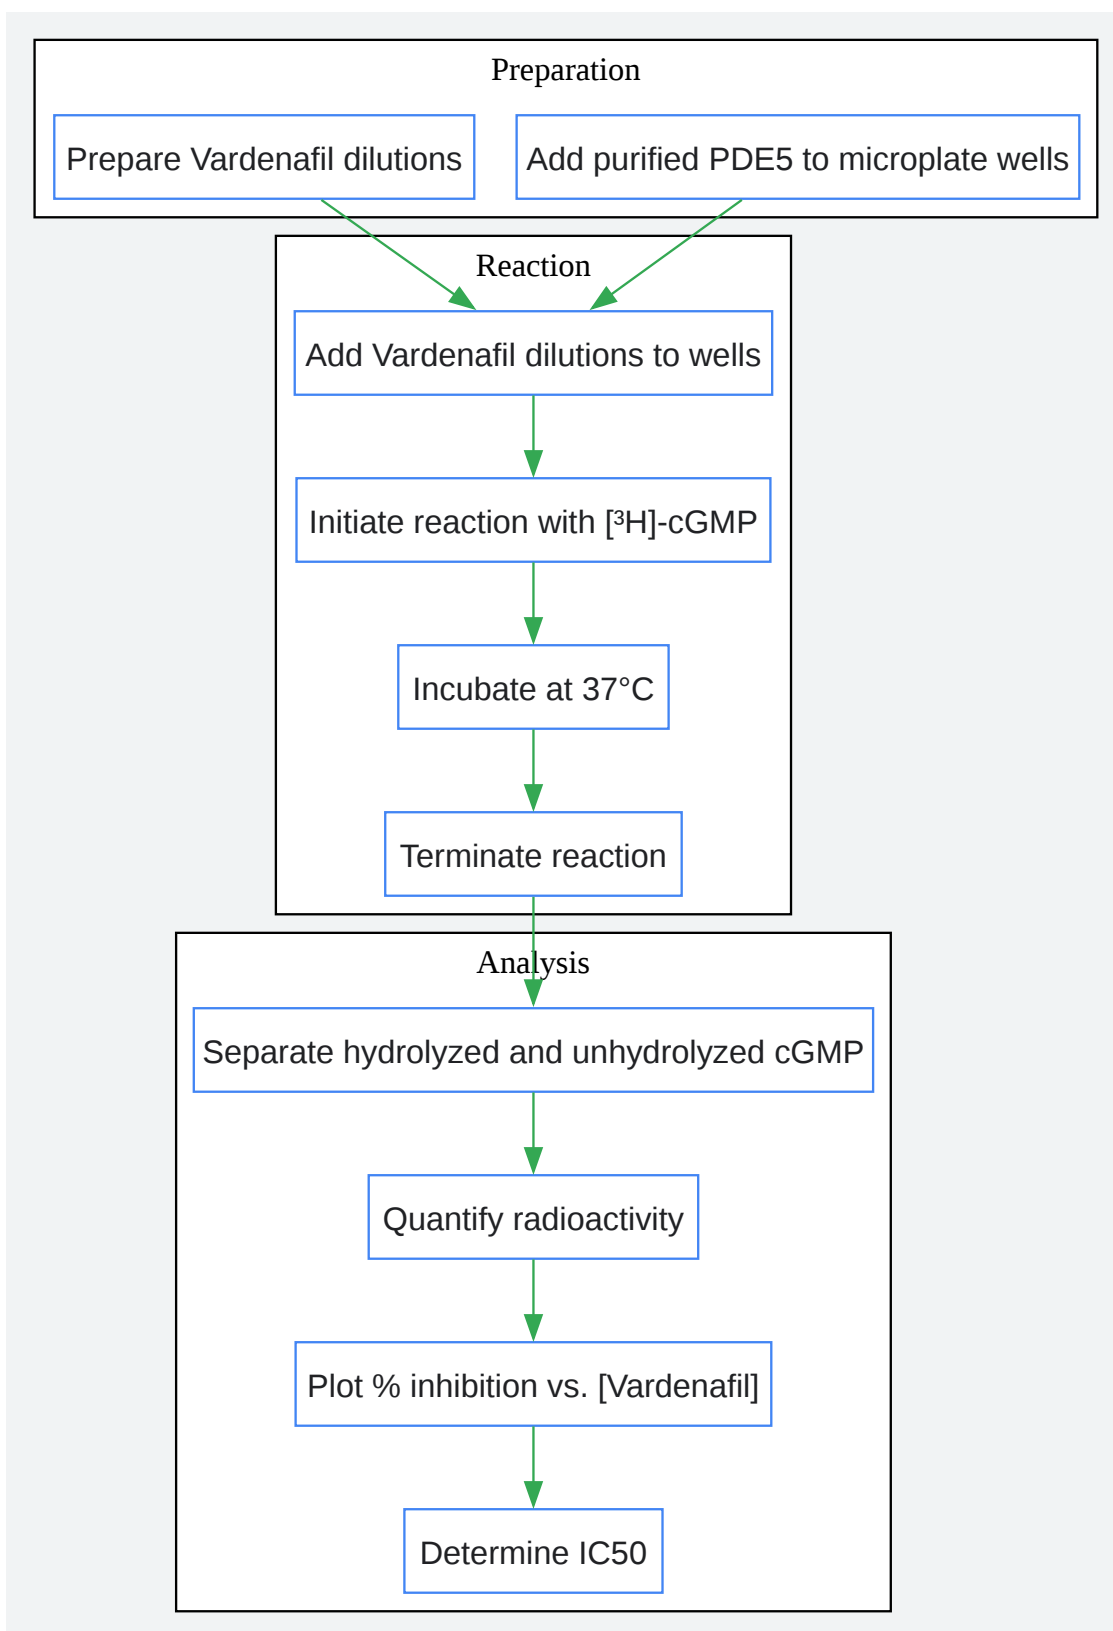 Preparation
Prepare Vardenafil dilutions
Add purified PDE5 to microplate wells
Reaction
Add Vardenafil dilutions to wells
Initiate reaction with [³H]-cGMP
Incubate at 37°C
Terminate reaction
Analysis
Separate hydrolyzed and unhydrolyzed cGMP
Quantify radioactivity
Plot % inhibition vs. [Vardenafil]
Determine IC50